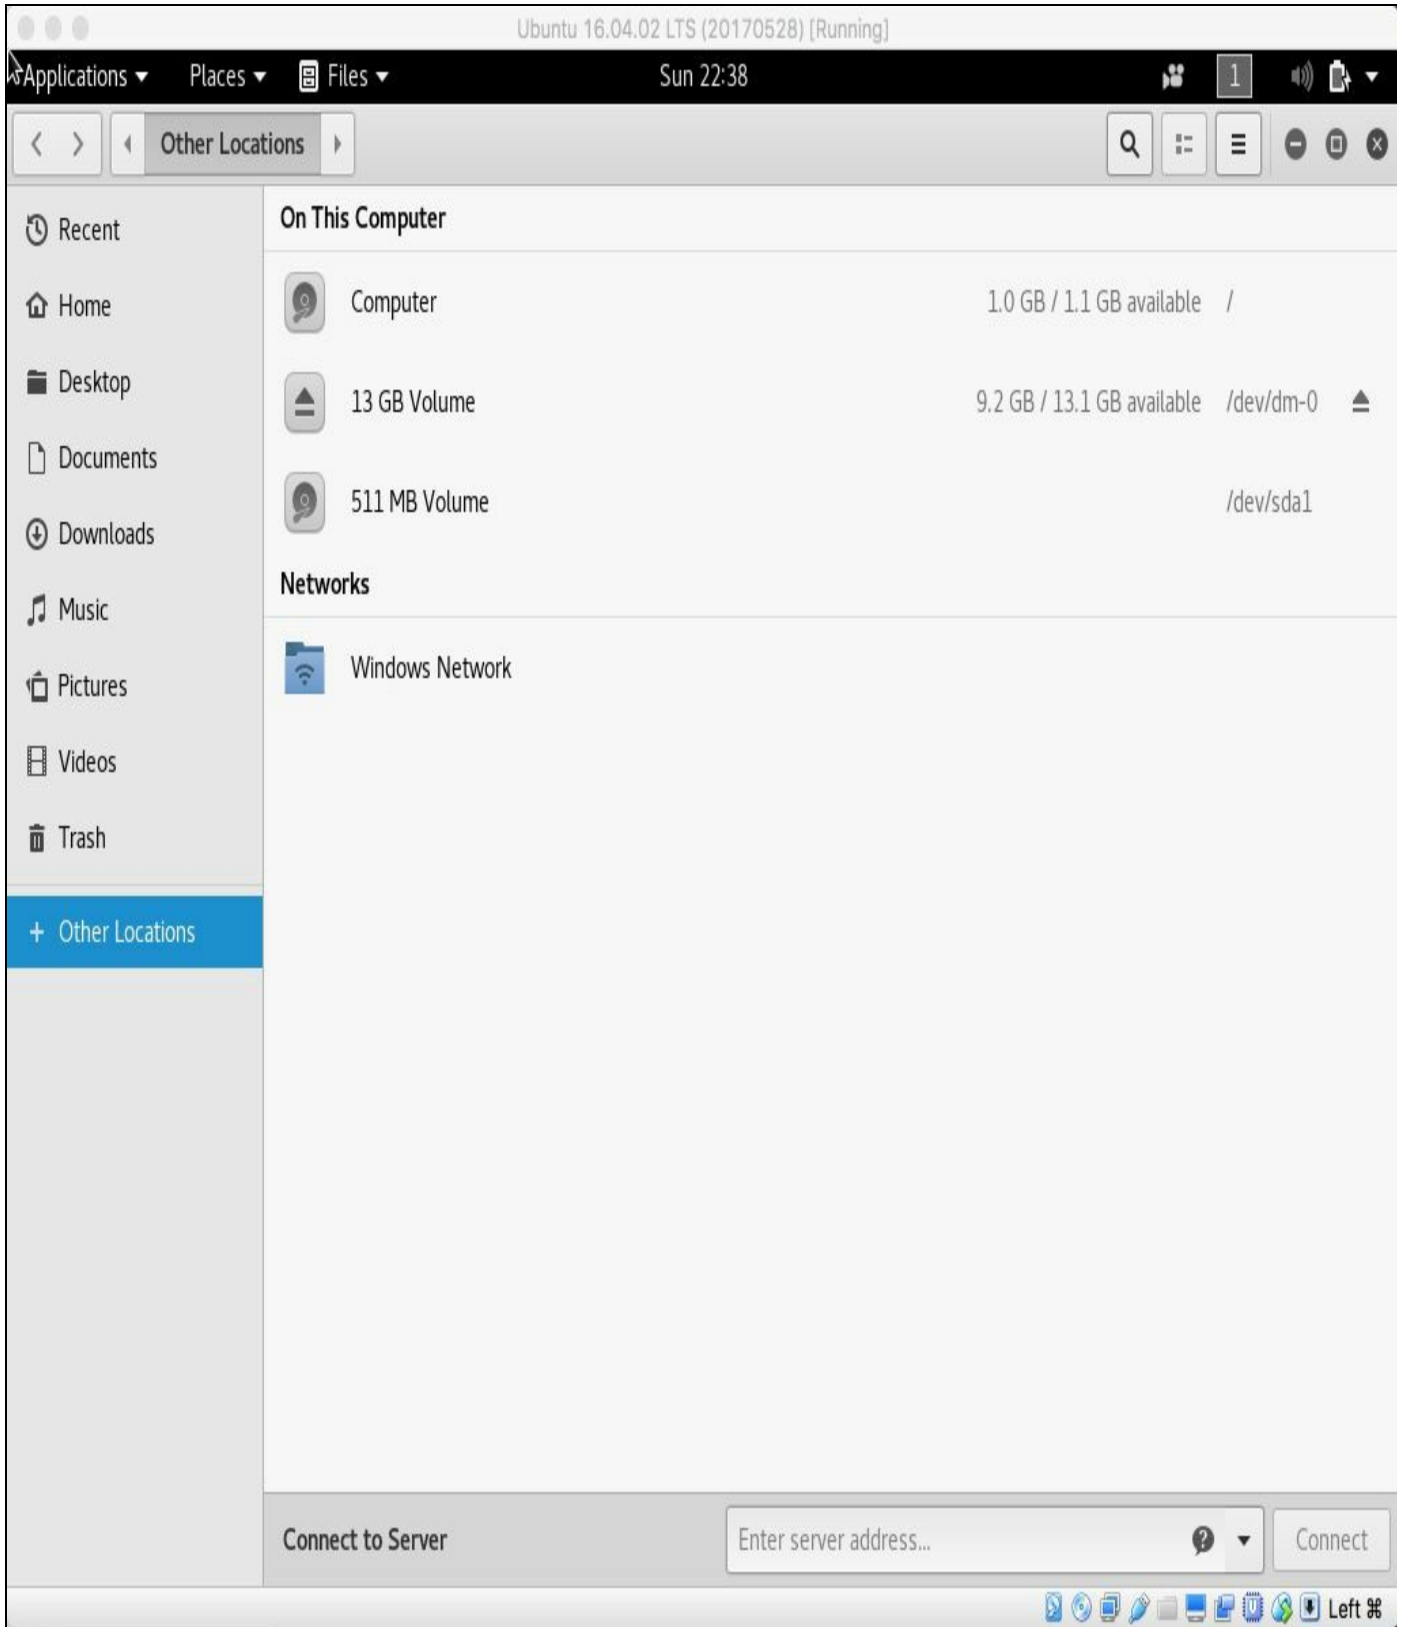 Ubuntu 16.04.02 LTS (20170528) [Running]
Applications Places Files Sun 22:38 1
Other Locations
Recent
Home
Desktop
Documents
Downloads
Music
Pictures
Videos
Trash
+ Other Locations
On This Computer
Computer 1.0 GB / 1.1 GB available /
13 GB Volume 9.2 GB / 13.1 GB available /dev/dm-0
511 MB Volume /dev/sda1
Networks
Windows Network
Connect to Server Enter server address... ? Connect
Left ⌘